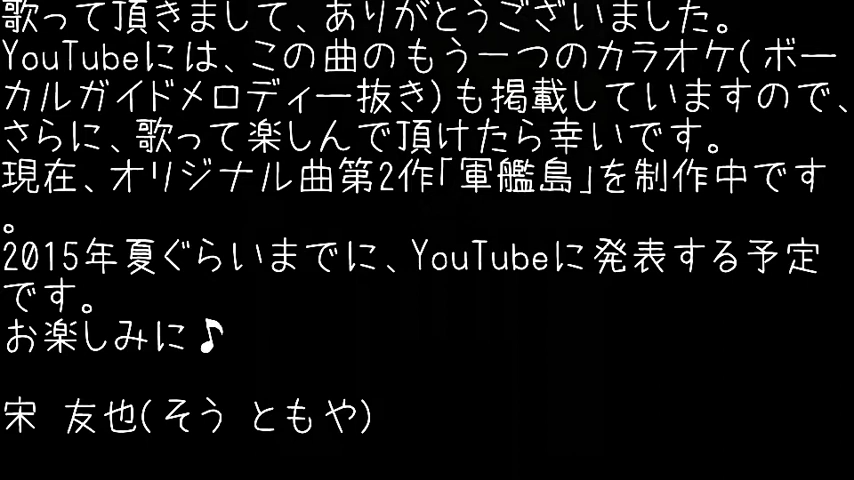 歌って頂きまして、ありがとうございました。
YouTubeには、この曲のもう一つのカラオケ(ボー
カルガイドメロディー抜き)も掲載していますので、
さらに、歌って楽しんで頂けたら幸いです。
現在、オリジナル曲第2作「軍艦島」を制作中です
。
2015年夏ぐらいまでに、YouTubeに発表する予定
です。
お楽しみに♪
宋 友也(そう ともや)